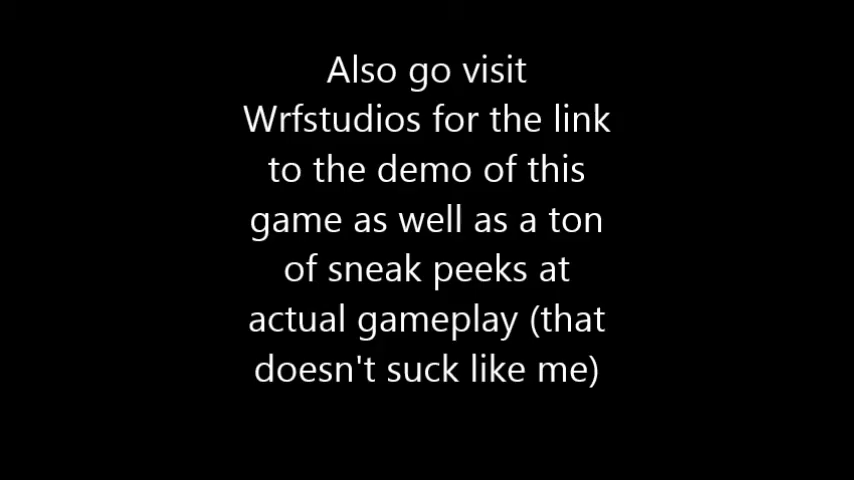 Also go visit
Wrfstudios for the link
to the demo of this
game as well as a ton
of sneak peeks at
actual gameplay (that
doesn't suck like me)